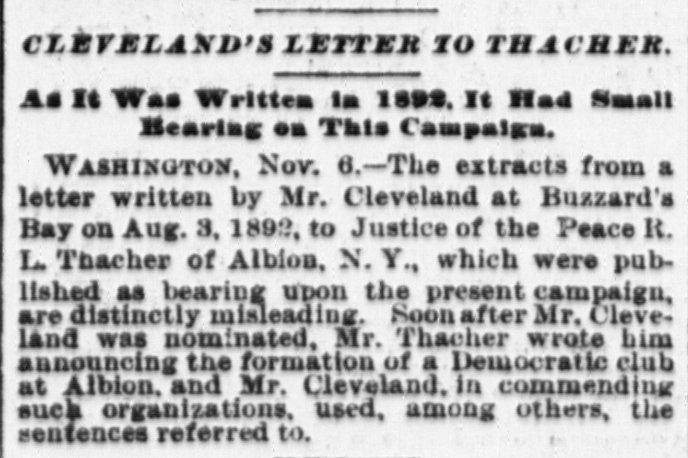 CLEVELAND'S LETTER TO THACHER.
As It Was Written in 1892, It Had Small
Bearing on This Campaign.
WASHINGTON, Nov. 6.—The extracts from a
letter written by Mr. Cleveland at Buzzard's
Bay on Aug. 3, 1892, to Justice of the Peace R.
L. Thacher of Albion, N. Y., which were pub-
lished as bearing upon the present campaign,
are distinctly misleading. Soon after Mr. Cleve-
land was nominated, Mr. Thacher wrote him
announcing the formation of a Democratic club
at Albion, and Mr. Cleveland, in commending
such organizations, used, among others, the
sentences referred to.